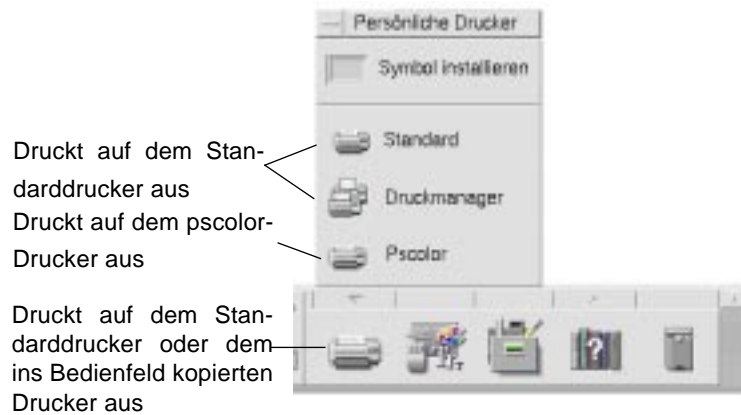 Persönliche Drucker
Symbol installieren
Druckt auf dem Stan-
darddrucker aus
Standard
Druckmanager
Druckt auf dem pscolor-
Drucker aus
Pscolor
Druckt auf dem Stan-
darddrucker oder dem
ins Bedienfeld kopierten
Drucker aus
?